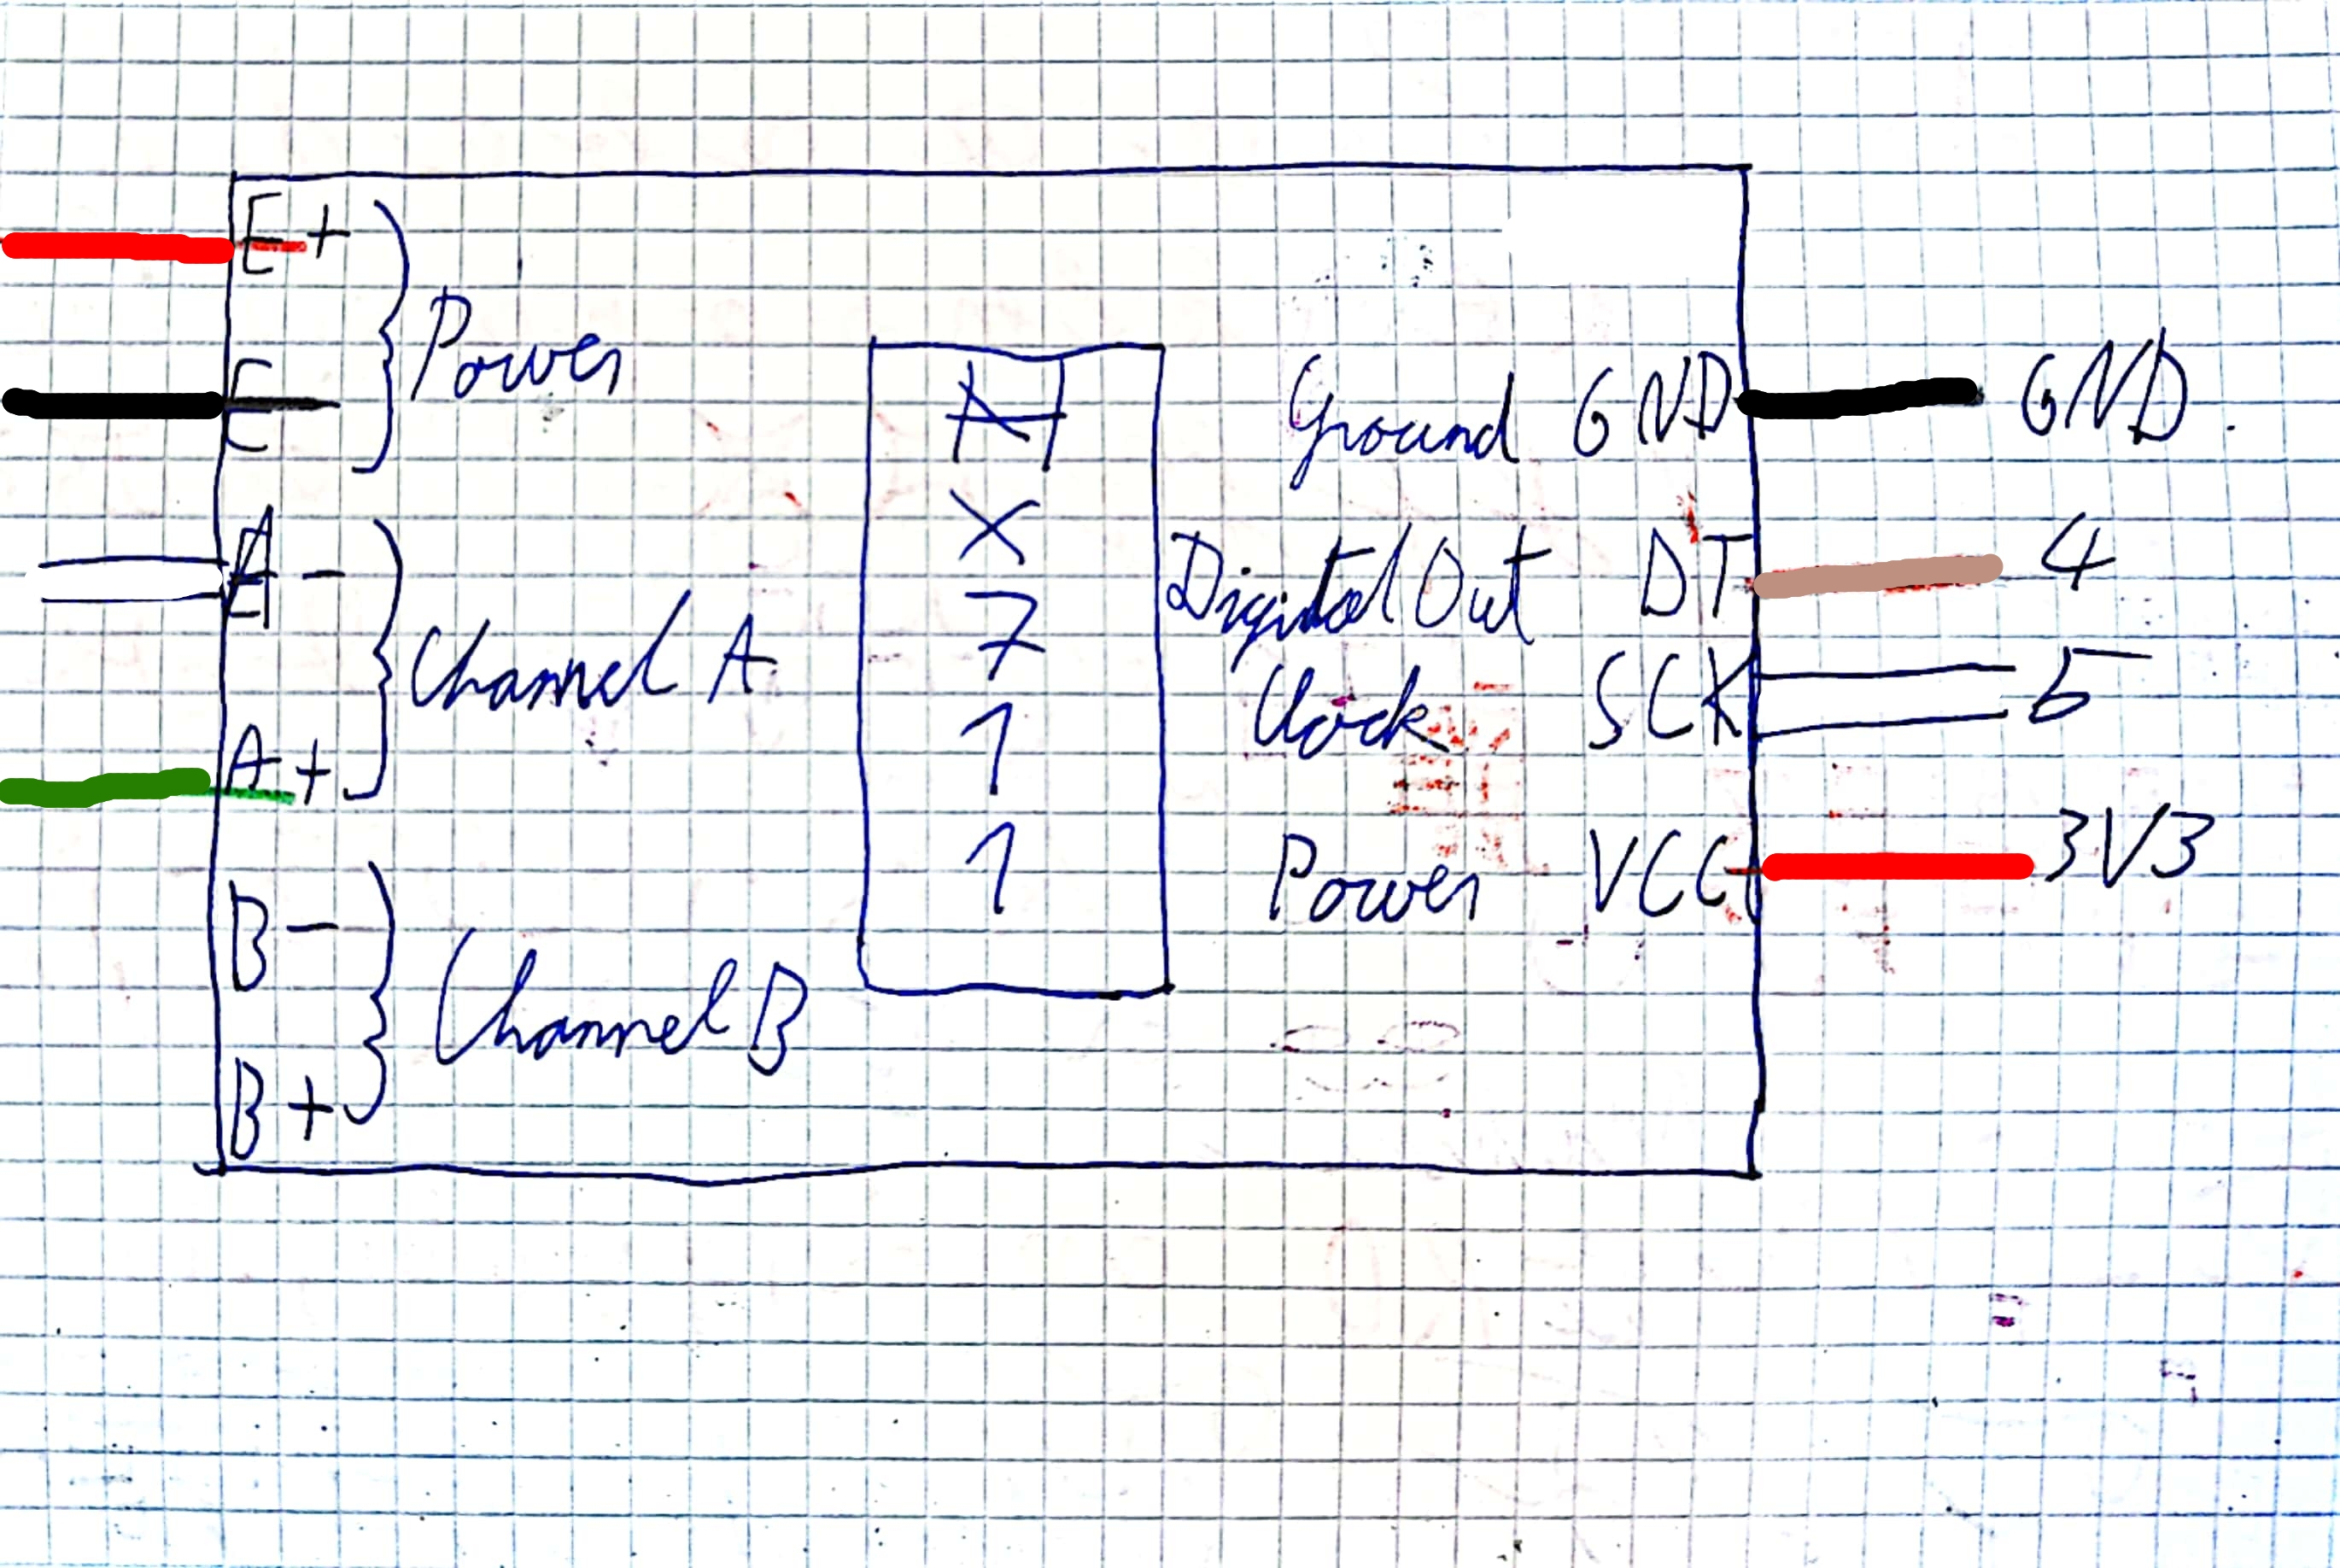 E+
E-
Power
A-
A+
Channel A
B-
B+
Channel B
H
X
7
1
1
Ground GND GND.
Digital Out DT 4
Clock SCK 5
Power VCC 3V3